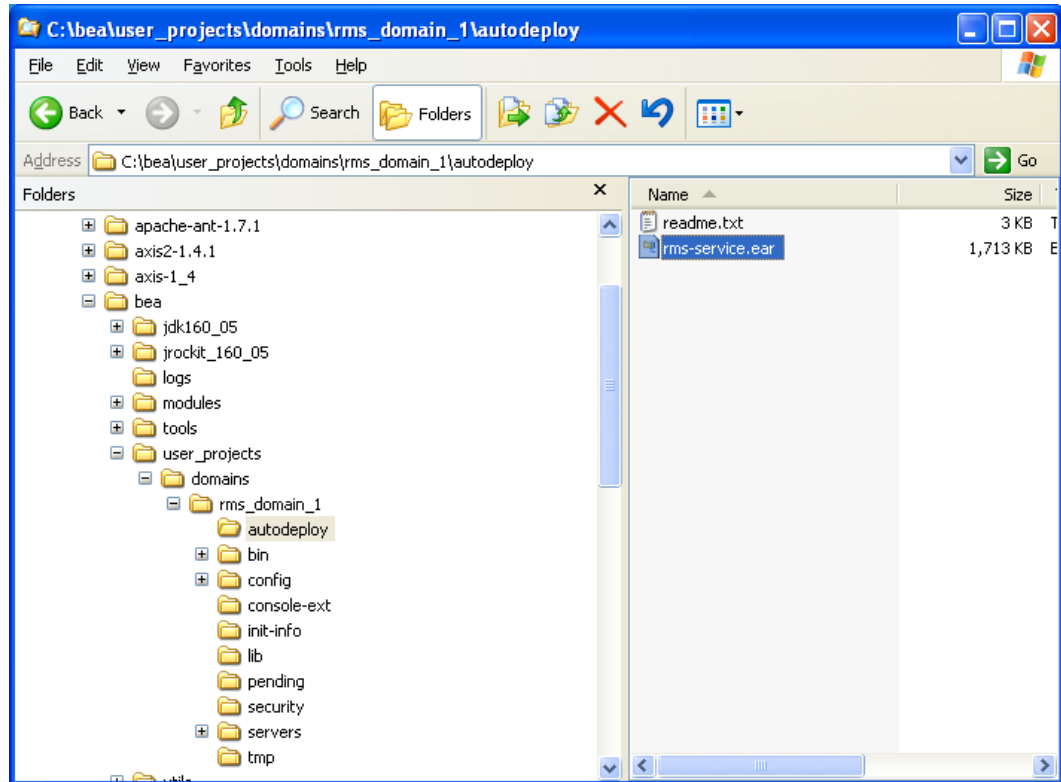 C:\bea\user_projects\domains\rms_domain_1\autodeploy
File Edit View Favorites Tools Help
Back Search Folders
Address C:\bea\user_projects\domains\rms_domain_1\autodeploy Go
Folders x
Name Size
apache-ant-1.7.1
axis2-1.4.1
axis-1_4
bea
jdk160_05
jrockit_160_05
logs
modules
tools
user_projects
domains
rms_domain_1
autodeploy
bin
config
console-ext
init-info
lib
pending
security
servers
tmp
readme.txt 3 KB T
rms-service.ear 1,713 KB E